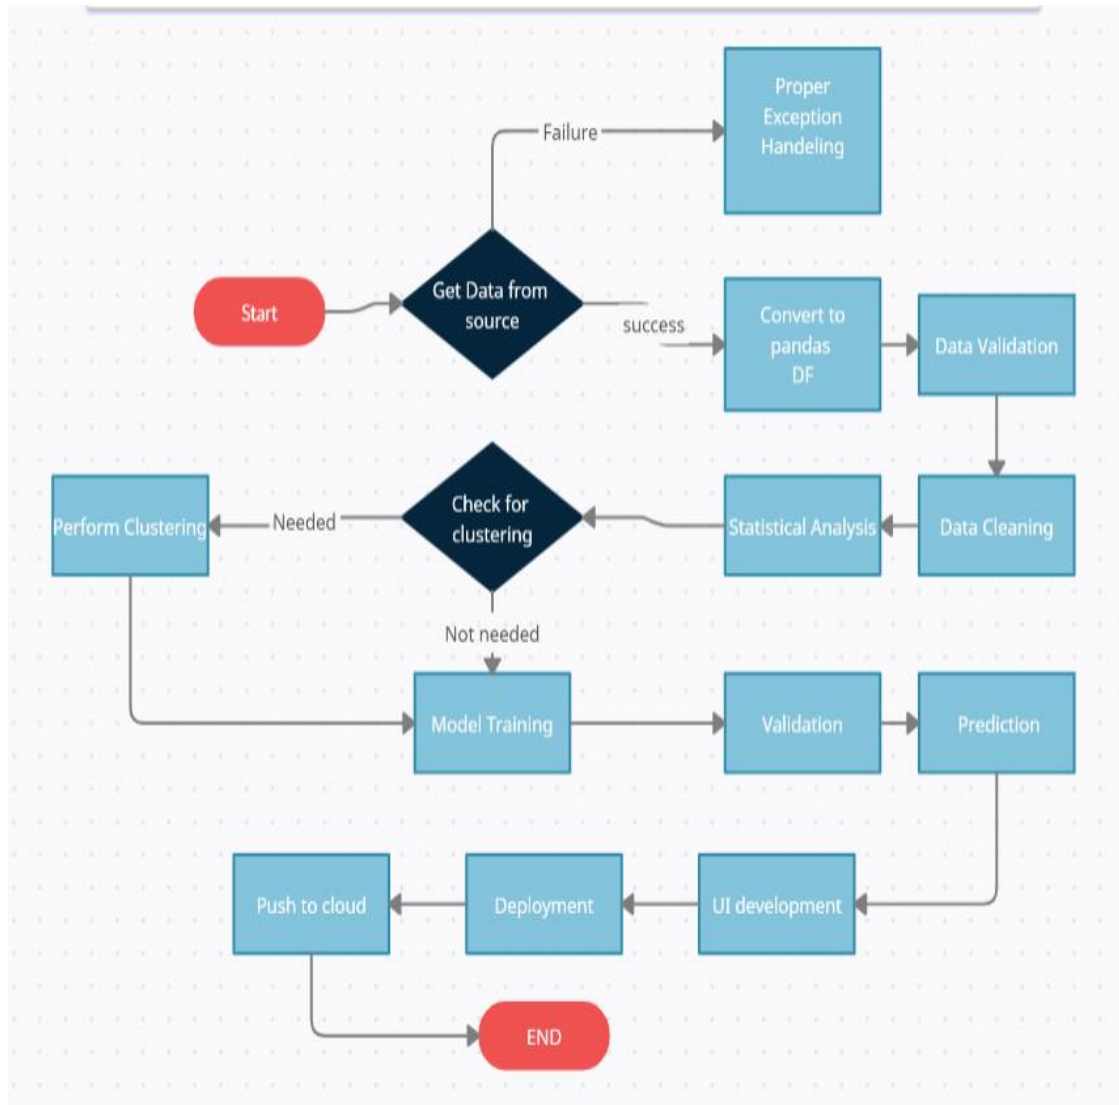 Proper
Exception
Handeling
Failure
Start
Get Data from
source
success
Convert to
pandas
DF
Data Validation
Perform Clustering
Needed
Check for
clustering
Statistical Analysis
Data Cleaning
Not needed
Model Training
Validation
Prediction
Push to cloud
Deployment
UI development
END